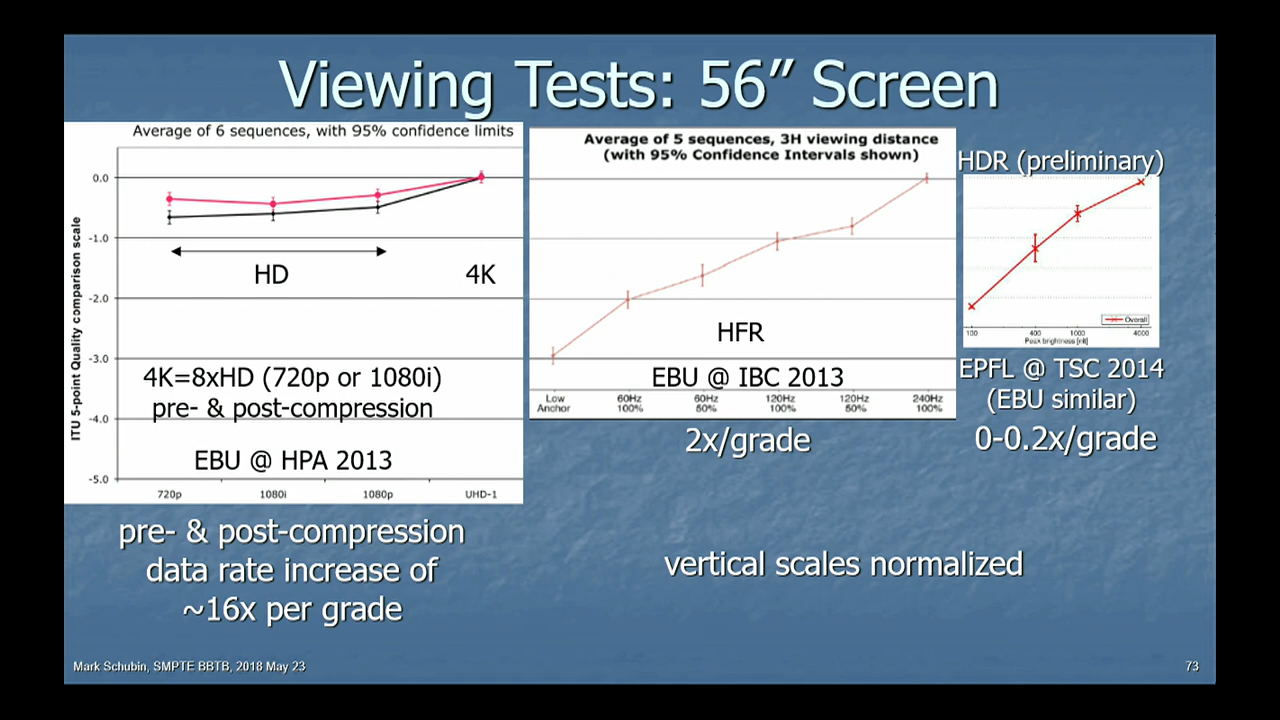 Viewing Tests: 56” Screen
Average of 6 sequences, with 95% confidence limits
ITU 5-point Quality comparison scale
0.0
-1.0
-2.0
-3.0
-4.0
-5.0
HD
4K
4K=8xHD (720p or 1080i)
pre- & post-compression
EBU @ HPA 2013
720p 1080i 1080p UHD-1
pre- & post-compression
data rate increase of
~16x per grade
Average of 5 sequences, 3H viewing distance
(with 95% Confidence Intervals shown)
HFR
EBU @ IBC 2013
Low Anchor
60Hz 100%
60Hz 50%
120Hz 100%
120Hz 50%
240Hz 100%
2x/grade
HDR (preliminary)
Overall
100 400 1000 4000
Peak brightness [nit]
EPFL @ TSC 2014
(EBU similar)
0-0.2x/grade
vertical scales normalized
Mark Schubin, SMPTE BBTB, 2018 May 23
73